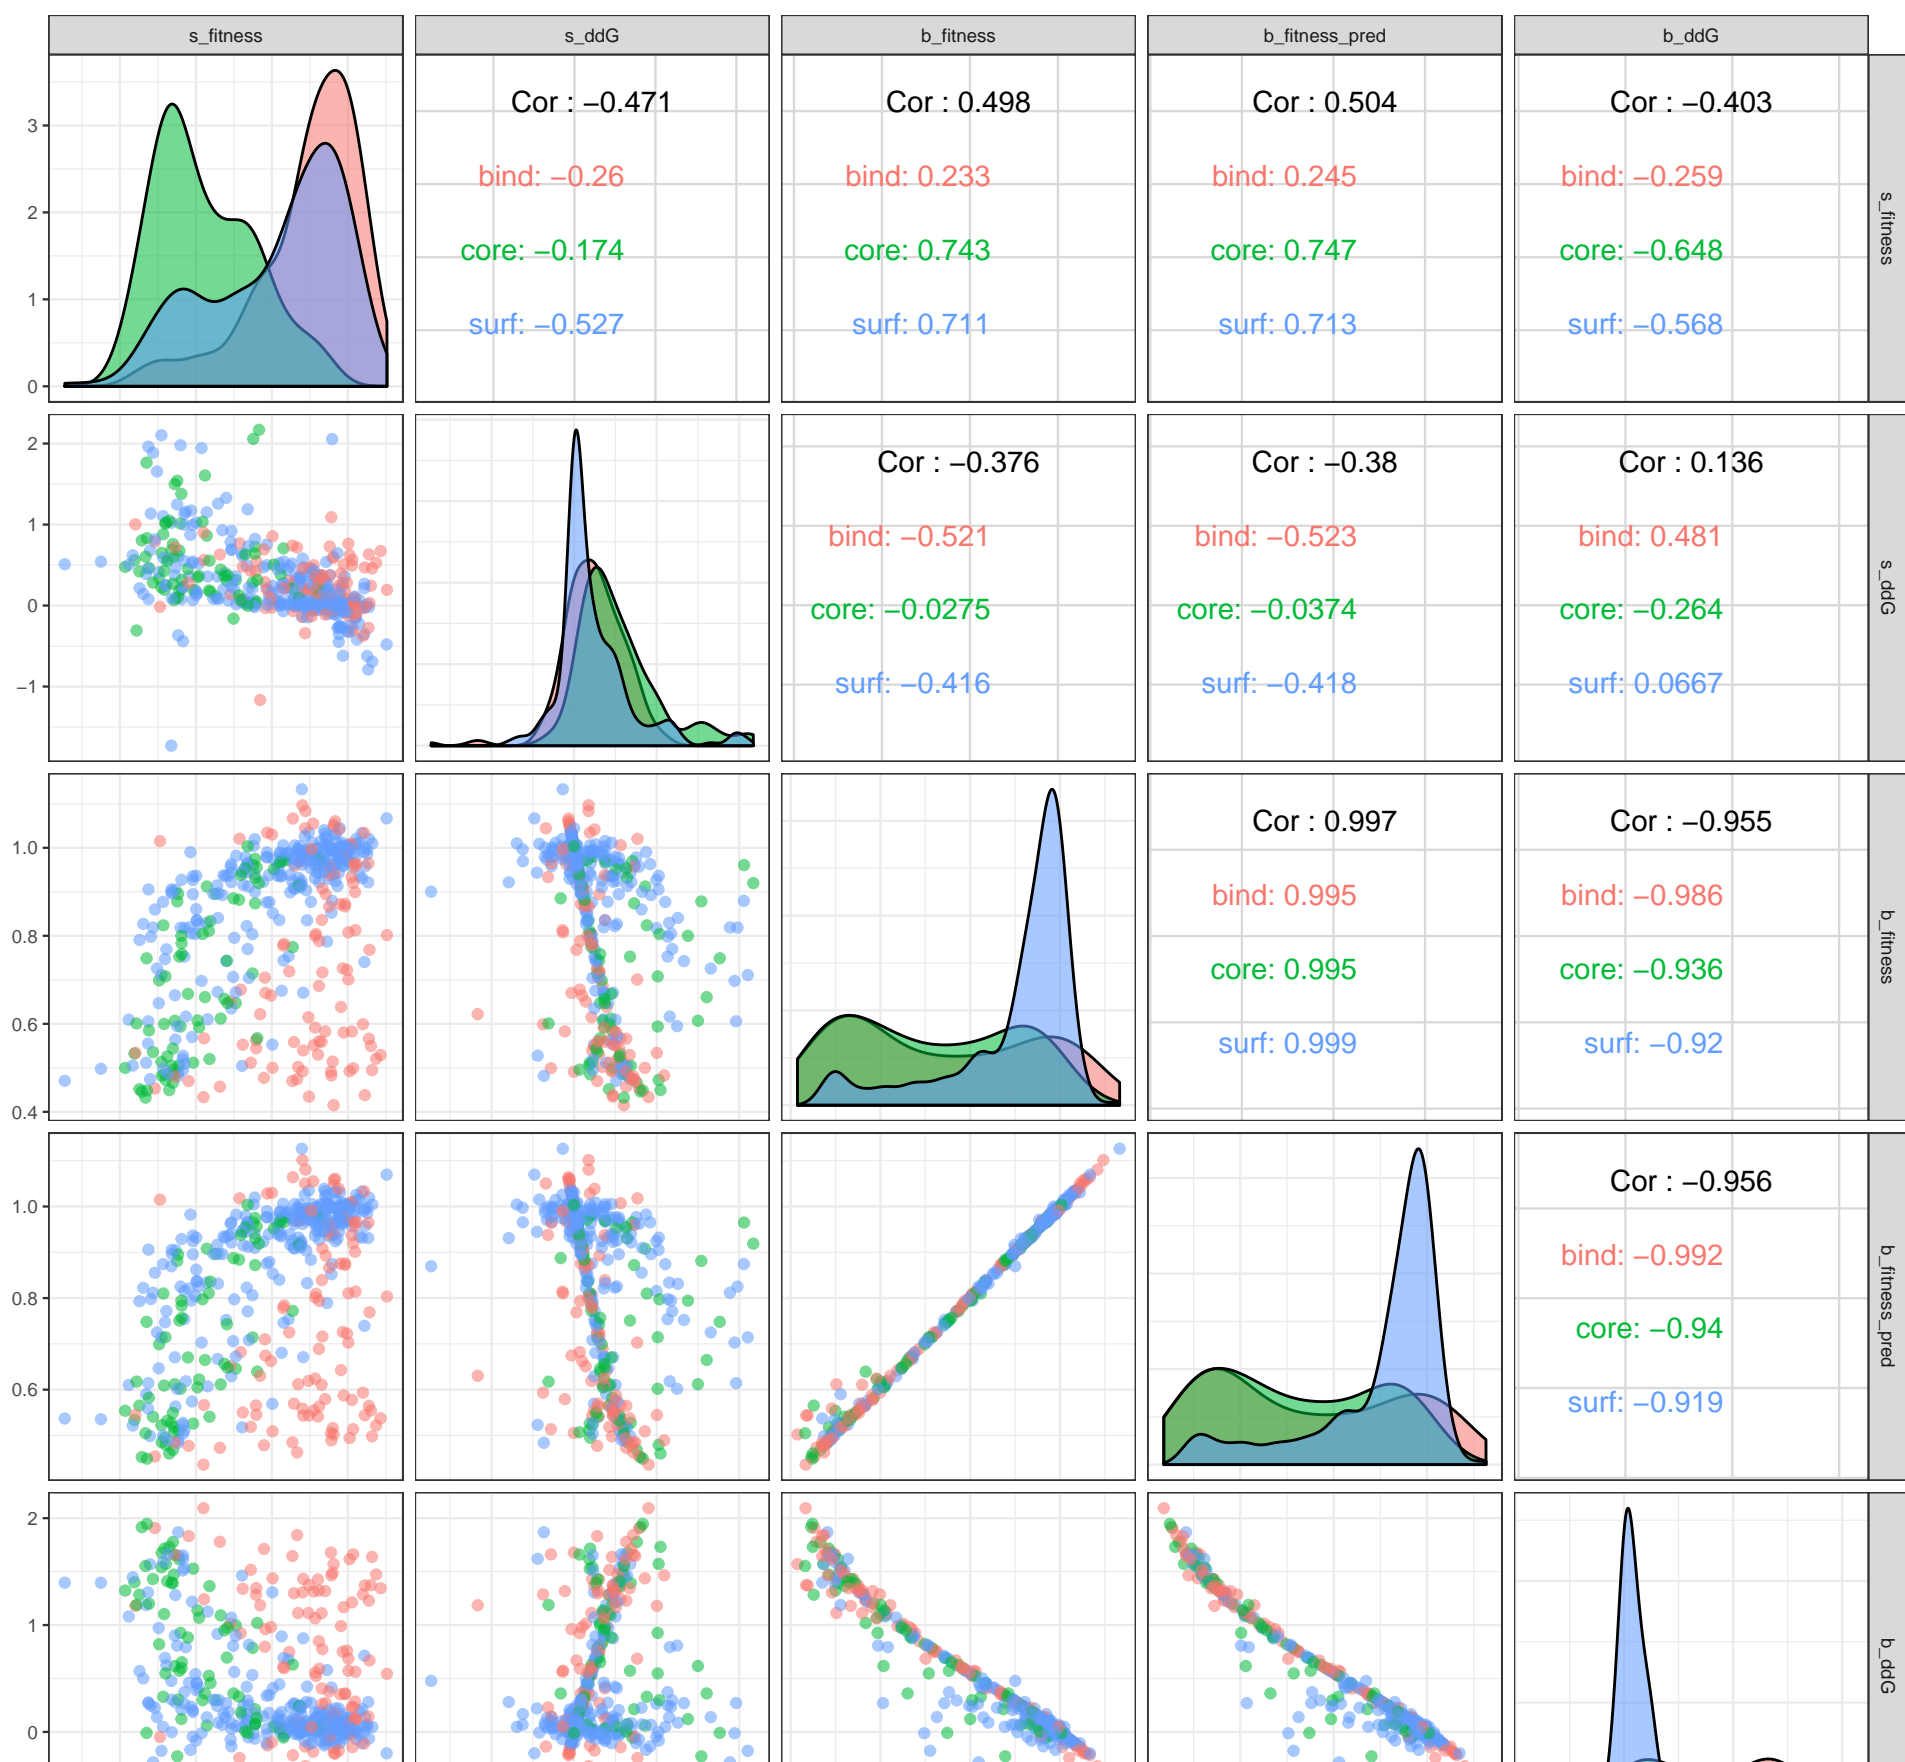 s_fitness
s_ddG
b_fitness
b_fitness_pred
b_ddG
3
2
1
0
Cor : −0.471
bind: −0.26
core: −0.174
surf: −0.527
Cor : 0.498
bind: 0.233
core: 0.743
surf: 0.711
Cor : 0.504
bind: 0.245
core: 0.747
surf: 0.713
Cor : −0.403
bind: −0.259
core: −0.648
surf: −0.568
s_fitness
2
1
0
−1
Cor : −0.376
bind: −0.521
core: −0.0275
surf: −0.416
Cor : −0.38
bind: −0.523
core: −0.0374
surf: −0.418
Cor : 0.136
bind: 0.481
core: −0.264
surf: 0.0667
s_ddG
1.0
0.8
0.6
0.4
Cor : 0.997
bind: 0.995
core: 0.995
surf: 0.999
Cor : −0.955
bind: −0.986
core: −0.936
surf: −0.92
b_fitness
1.0
0.8
0.6
Cor : −0.956
bind: −0.992
core: −0.94
surf: −0.919
b_fitness_pred
2
1
0
b_ddG